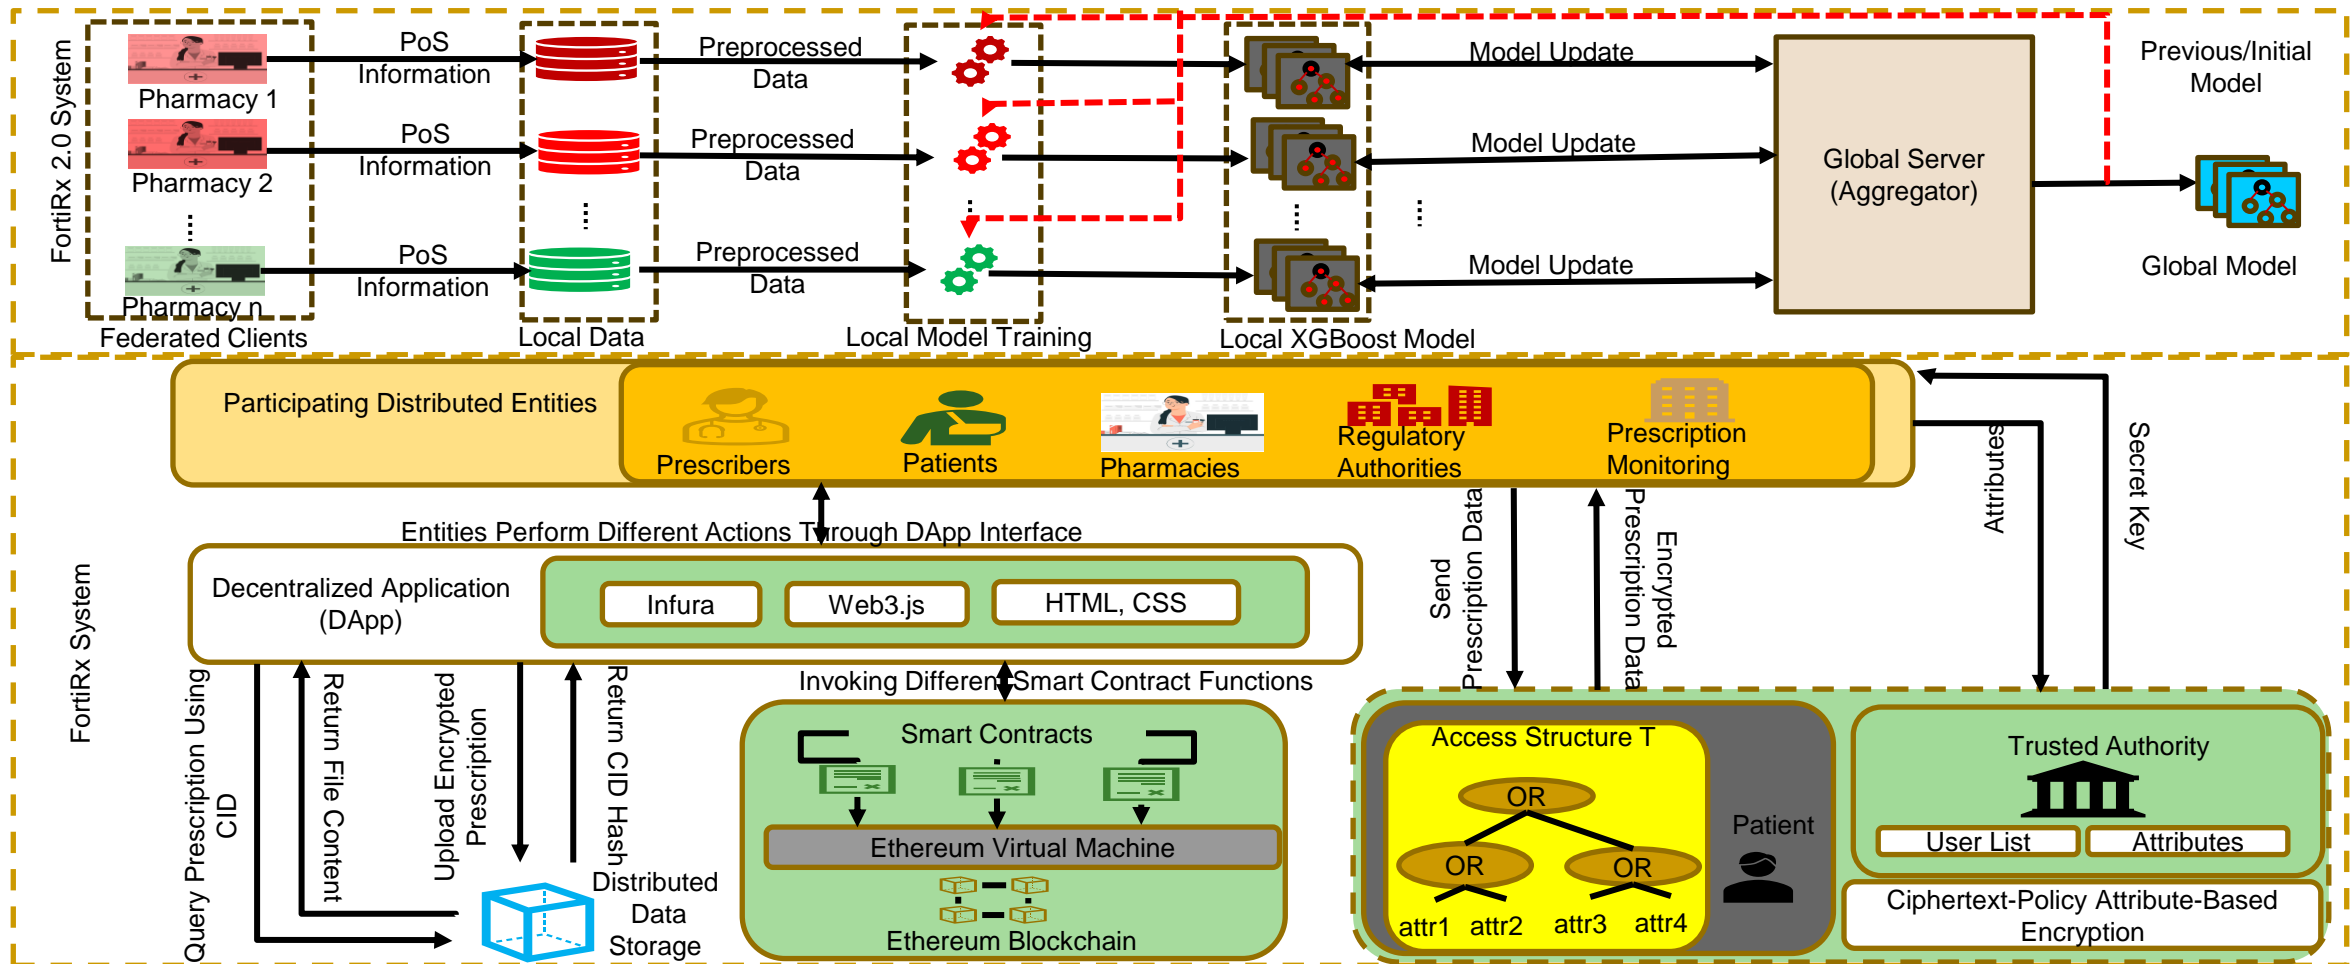 FortiRx 2.0 System
Pharmacy 1
Pharmacy 2
Pharmacy n
Federated Clients
PoS
Information
PoS
Information
PoS
Information
Local Data
Preprocessed
Data
Preprocessed
Data
Preprocessed
Data
Local Model Training
Local XGBoost Model
Model Update
Model Update
Model Update
Global Server
(Aggregator)
Previous/Initial
Model
Global Model
FortiRx System
Participating Distributed Entities
Prescribers
Patients
Pharmacies
Regulatory
Authorities
Prescription
Monitoring
Entities Perform Different Actions Through DApp Interface
Decentralized Application
(DApp)
Infura
Web3.js
HTML, CSS
Query Prescription Using
CID
Return File Content
Upload Encrypted
Prescription
Return CID Hash
Distributed
Data
Storage
Invoking Different Smart Contract Functions
Smart Contracts
Ethereum Virtual Machine
Ethereum Blockchain
Send
Prescription Data
Encrypted
Prescription Data
Attributes
Secret Key
Access Structure T
OR
OR
OR
attr1
attr2
attr3
attr4
Patient
Trusted Authority
User List
Attributes
Ciphertext-Policy Attribute-Based
Encryption